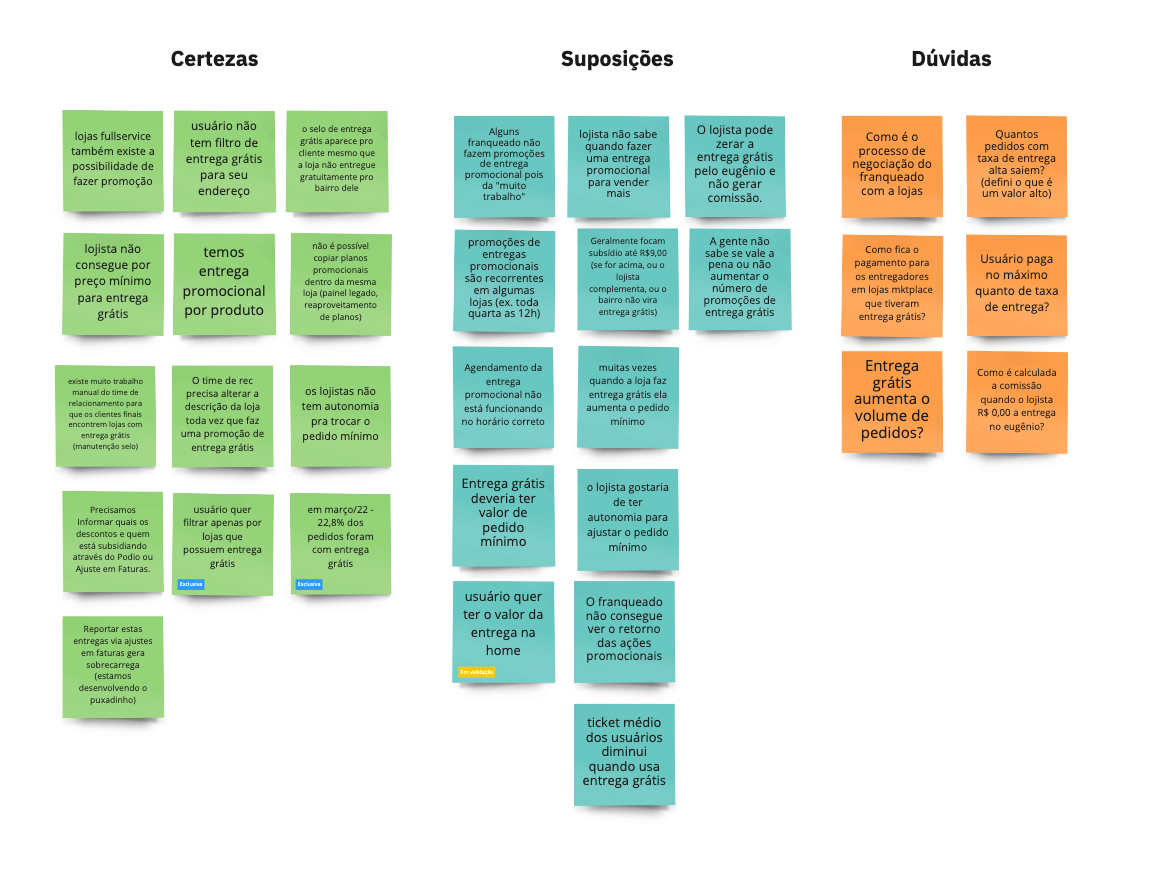 Certezas
lojas fullservice
também existe a
possibilidade de
fazer promoção
usuário não
tem filtro de
entrega grátis
para seu
endereço
o selo de entrega
grátis aparece pro
cliente mesmo que
a loja não entregue
gratuitamente pro
bairro dele
lojista não
consegue por
preço mínimo
para entrega
grátis
temos
entrega
promocional
por produto
não é possível
copiar planos
promocionais
dentro da mesma
loja (painel legado,
reaproveitamento
de planos)
existe muito trabalho
manual do time de
relacionamento para
que os clientes finais
encontrem lojas com
entrega grátis
(manutenção selo)
O time de rec
precisa alterar a
descrição da loja
toda vez que faz
uma promoção de
entrega grátis
os lojistas não
tem autonomia
pra trocar o
pedido mínimo
Precisamos
Informar quais os
descontos e quem
está subsidiando
através do Podio ou
Ajuste em Faturas.
usuário quer
filtrar apenas por
lojas que
possuem entrega
grátis
Exclusiva
em março/22 -
22,8% dos
pedidos foram
com entrega
grátis
Exclusiva
Reportar estas
entregas via ajustes
em faturas gera
sobrecarrega
(estamos
desenvolvendo o
puxadinho)
Suposições
Alguns
franqueado não
fazem promoções
de entrega
promocional pois
da "muito
trabalho"
lojista não sabe
quando fazer
uma entrega
promocional
para vender
mais
O lojista pode
zerar a
entrega grátis
pelo eugênio e
não gerar
comissão.
promoções de
entregas
promocionais
são recorrentes
em algumas
lojas (ex. toda
quarta as 12h)
Geralmente focam
subsídio até R$9,00
(se for acima, ou o
lojista
complementa, ou o
bairro não vira
entrega grátis)
A gente não
sabe se vale a
pena ou não
aumentar o
número de
promoções de
entrega grátis
Agendamento da
entrega
promocional não
está funcionando
no horário correto
muitas vezes
quando a loja faz
entrega grátis ela
aumenta o pedido
mínimo
Entrega grátis
deveria ter
valor de
pedido
mínimo
o lojista gostaria
de ter
autonomia para
ajustar o pedido
mínimo
usuário quer
ter o valor da
entrega na
home
Em validação
O franqueado
não consegue
ver o retorno
das ações
promocionais
ticket médio
dos usuários
diminui
quando usa
entrega grátis
Dúvidas
Como é o
processo de
negociação do
franqueado
com a lojas
Quantos
pedidos com
taxa de entrega
alta saiem?
(defini o que é
um valor alto)
Como fica o
pagamento para
os entregadores
em lojas mktplace
que tiveram
entrega grátis?
Usuário paga
no máximo
quanto de taxa
de entrega?
Entrega
grátis
aumenta o
volume de
pedidos?
Como é calculada
a comissão
quando o lojista
R$ 0,00 a entrega
no eugênio?